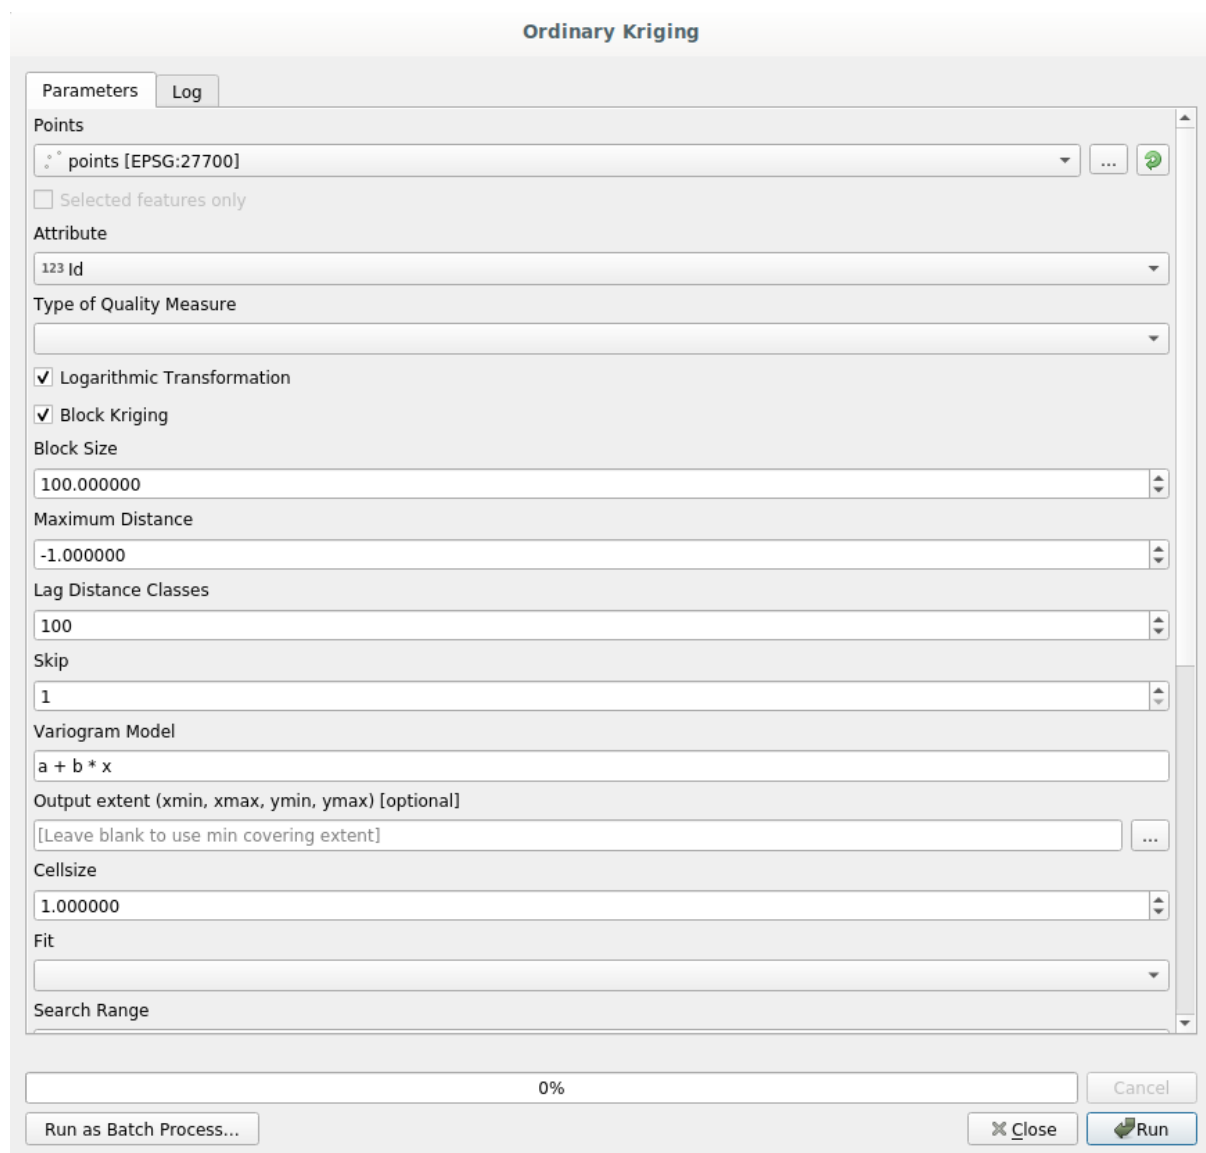 Ordinary Kriging
Parameters
Log
Points
points [EPSG:27700]
...
Selected features only
Attribute
123 Id
Type of Quality Measure
Logarithmic Transformation
Block Kriging
Block Size
100.000000
Maximum Distance
-1.000000
Lag Distance Classes
100
Skip
1
Variogram Model
a + b * x
Output extent (xmin, xmax, ymin, ymax) [optional]
[Leave blank to use min covering extent]
...
Cellsize
1.000000
Fit
Search Range
0%
Cancel
Run as Batch Process...
Close
Run